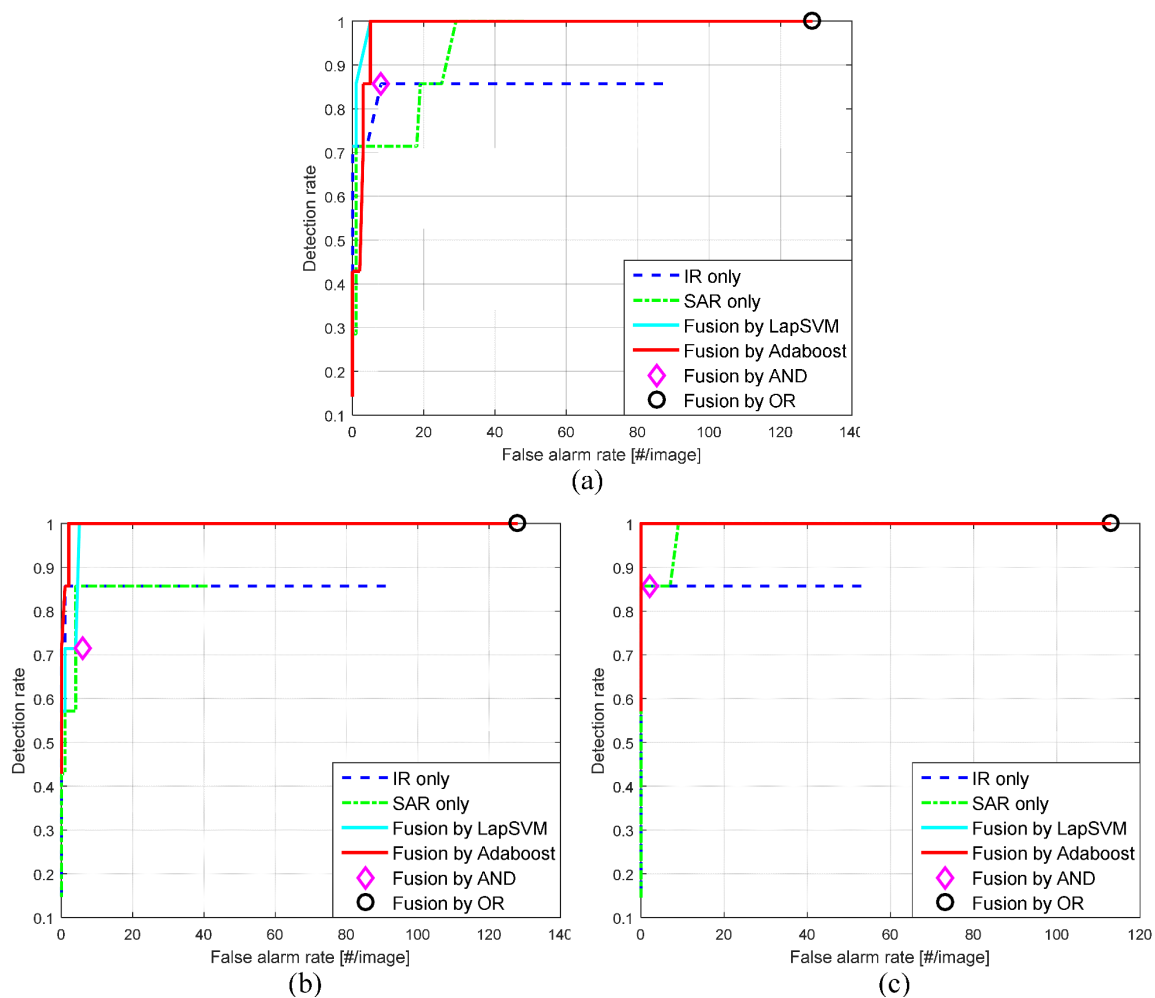 1
0.9
0.8
0.7
0.6
0.5
0.4
0.3
0.2
0.1
Detection rate
IR only
SAR only
Fusion by LapSVM
Fusion by Adaboost
Fusion by AND
Fusion by OR
0 20 40 60 80 100 120 140
False alarm rate [#/image]
(a)
1
0.9
0.8
0.7
0.6
0.5
0.4
0.3
0.2
0.1
Detection rate
IR only
SAR only
Fusion by LapSVM
Fusion by Adaboost
Fusion by AND
Fusion by OR
0 20 40 60 80 100 120 140
False alarm rate [#/image]
(b)
1
0.9
0.8
0.7
0.6
0.5
0.4
0.3
0.2
0.1
Detection rate
IR only
SAR only
Fusion by LapSVM
Fusion by Adaboost
Fusion by AND
Fusion by OR
0 20 40 60 80 100 120
False alarm rate [#/image]
(c)